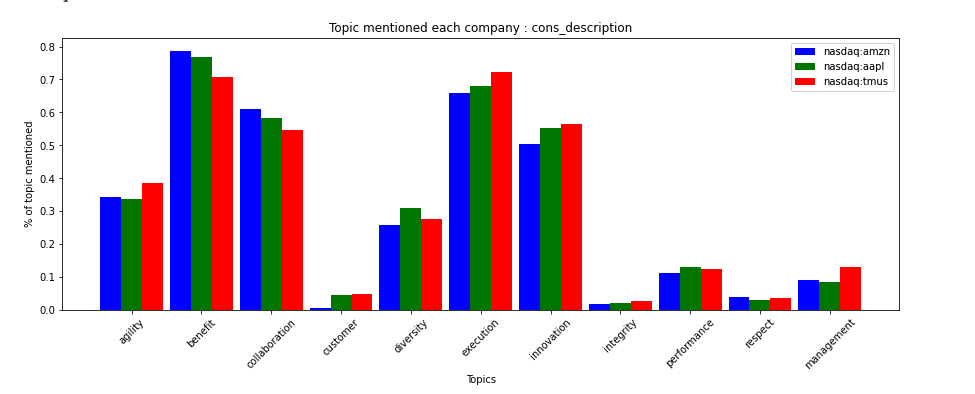 Topic mentioned each company : cons_description
nasdaq:amzn
nasdaq:aapl
nasdaq:tmus
% of topic mentioned
0.8
0.7
0.6
0.5
0.4
0.3
0.2
0.1
0.0
agility
benefit
collaboration
customer
diversity
execution
innovation
integrity
performance
respect
management
Topics